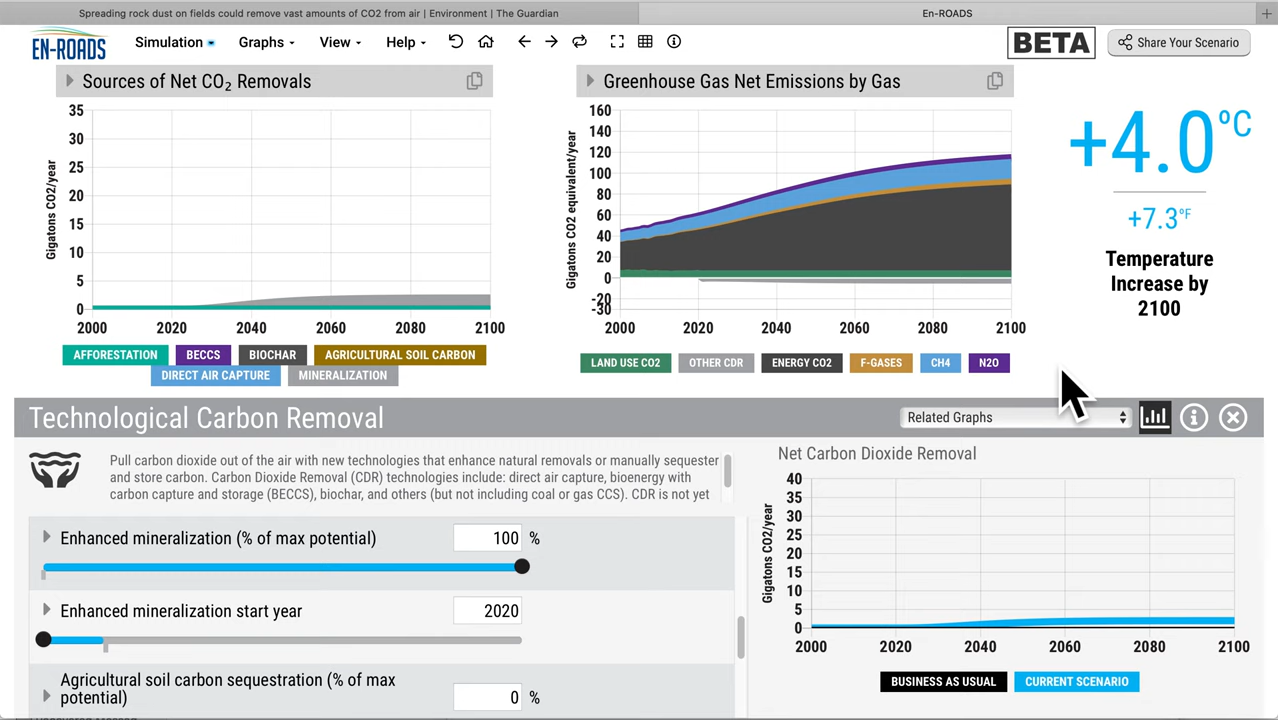 Spreading rock dust on fields could remove vast amounts of CO2 from air | Environment | The Guardian
En-ROADS
EN-ROADS
Simulation
Graphs
View
Help
BETA
Share Your Scenario
Sources of Net CO₂ Removals
35
30
25
20
15
10
5
0
Gigatons CO2/year
2000 2020 2040 2060 2080 2100
AFFORESTATION BECCS BIOCHAR AGRICULTURAL SOIL CARBON
DIRECT AIR CAPTURE MINERALIZATION
Greenhouse Gas Net Emissions by Gas
160
140
120
100
80
60
40
20
0
-20
-30
Gigatons CO2 equivalent/year
2000 2020 2040 2060 2080 2100
LAND USE CO2 OTHER CDR ENERGY CO2 F-GASES CH4 N2O
+4.0°C
+7.3°F
Temperature
Increase by
2100
Technological Carbon Removal
Related Graphs
Pull carbon dioxide out of the air with new technologies that enhance natural removals or manually sequester
and store carbon. Carbon Dioxide Removal (CDR) technologies include: direct air capture, bioenergy with
carbon capture and storage (BECCS), biochar, and others (but not including coal or gas CCS). CDR is not yet
Enhanced mineralization (% of max potential) 100 %
Enhanced mineralization start year 2020
Agricultural soil carbon sequestration (% of max
potential) 0 %
Net Carbon Dioxide Removal
40
35
30
25
20
15
10
5
0
Gigatons CO2/year
2000 2020 2040 2060 2080 2100
BUSINESS AS USUAL CURRENT SCENARIO